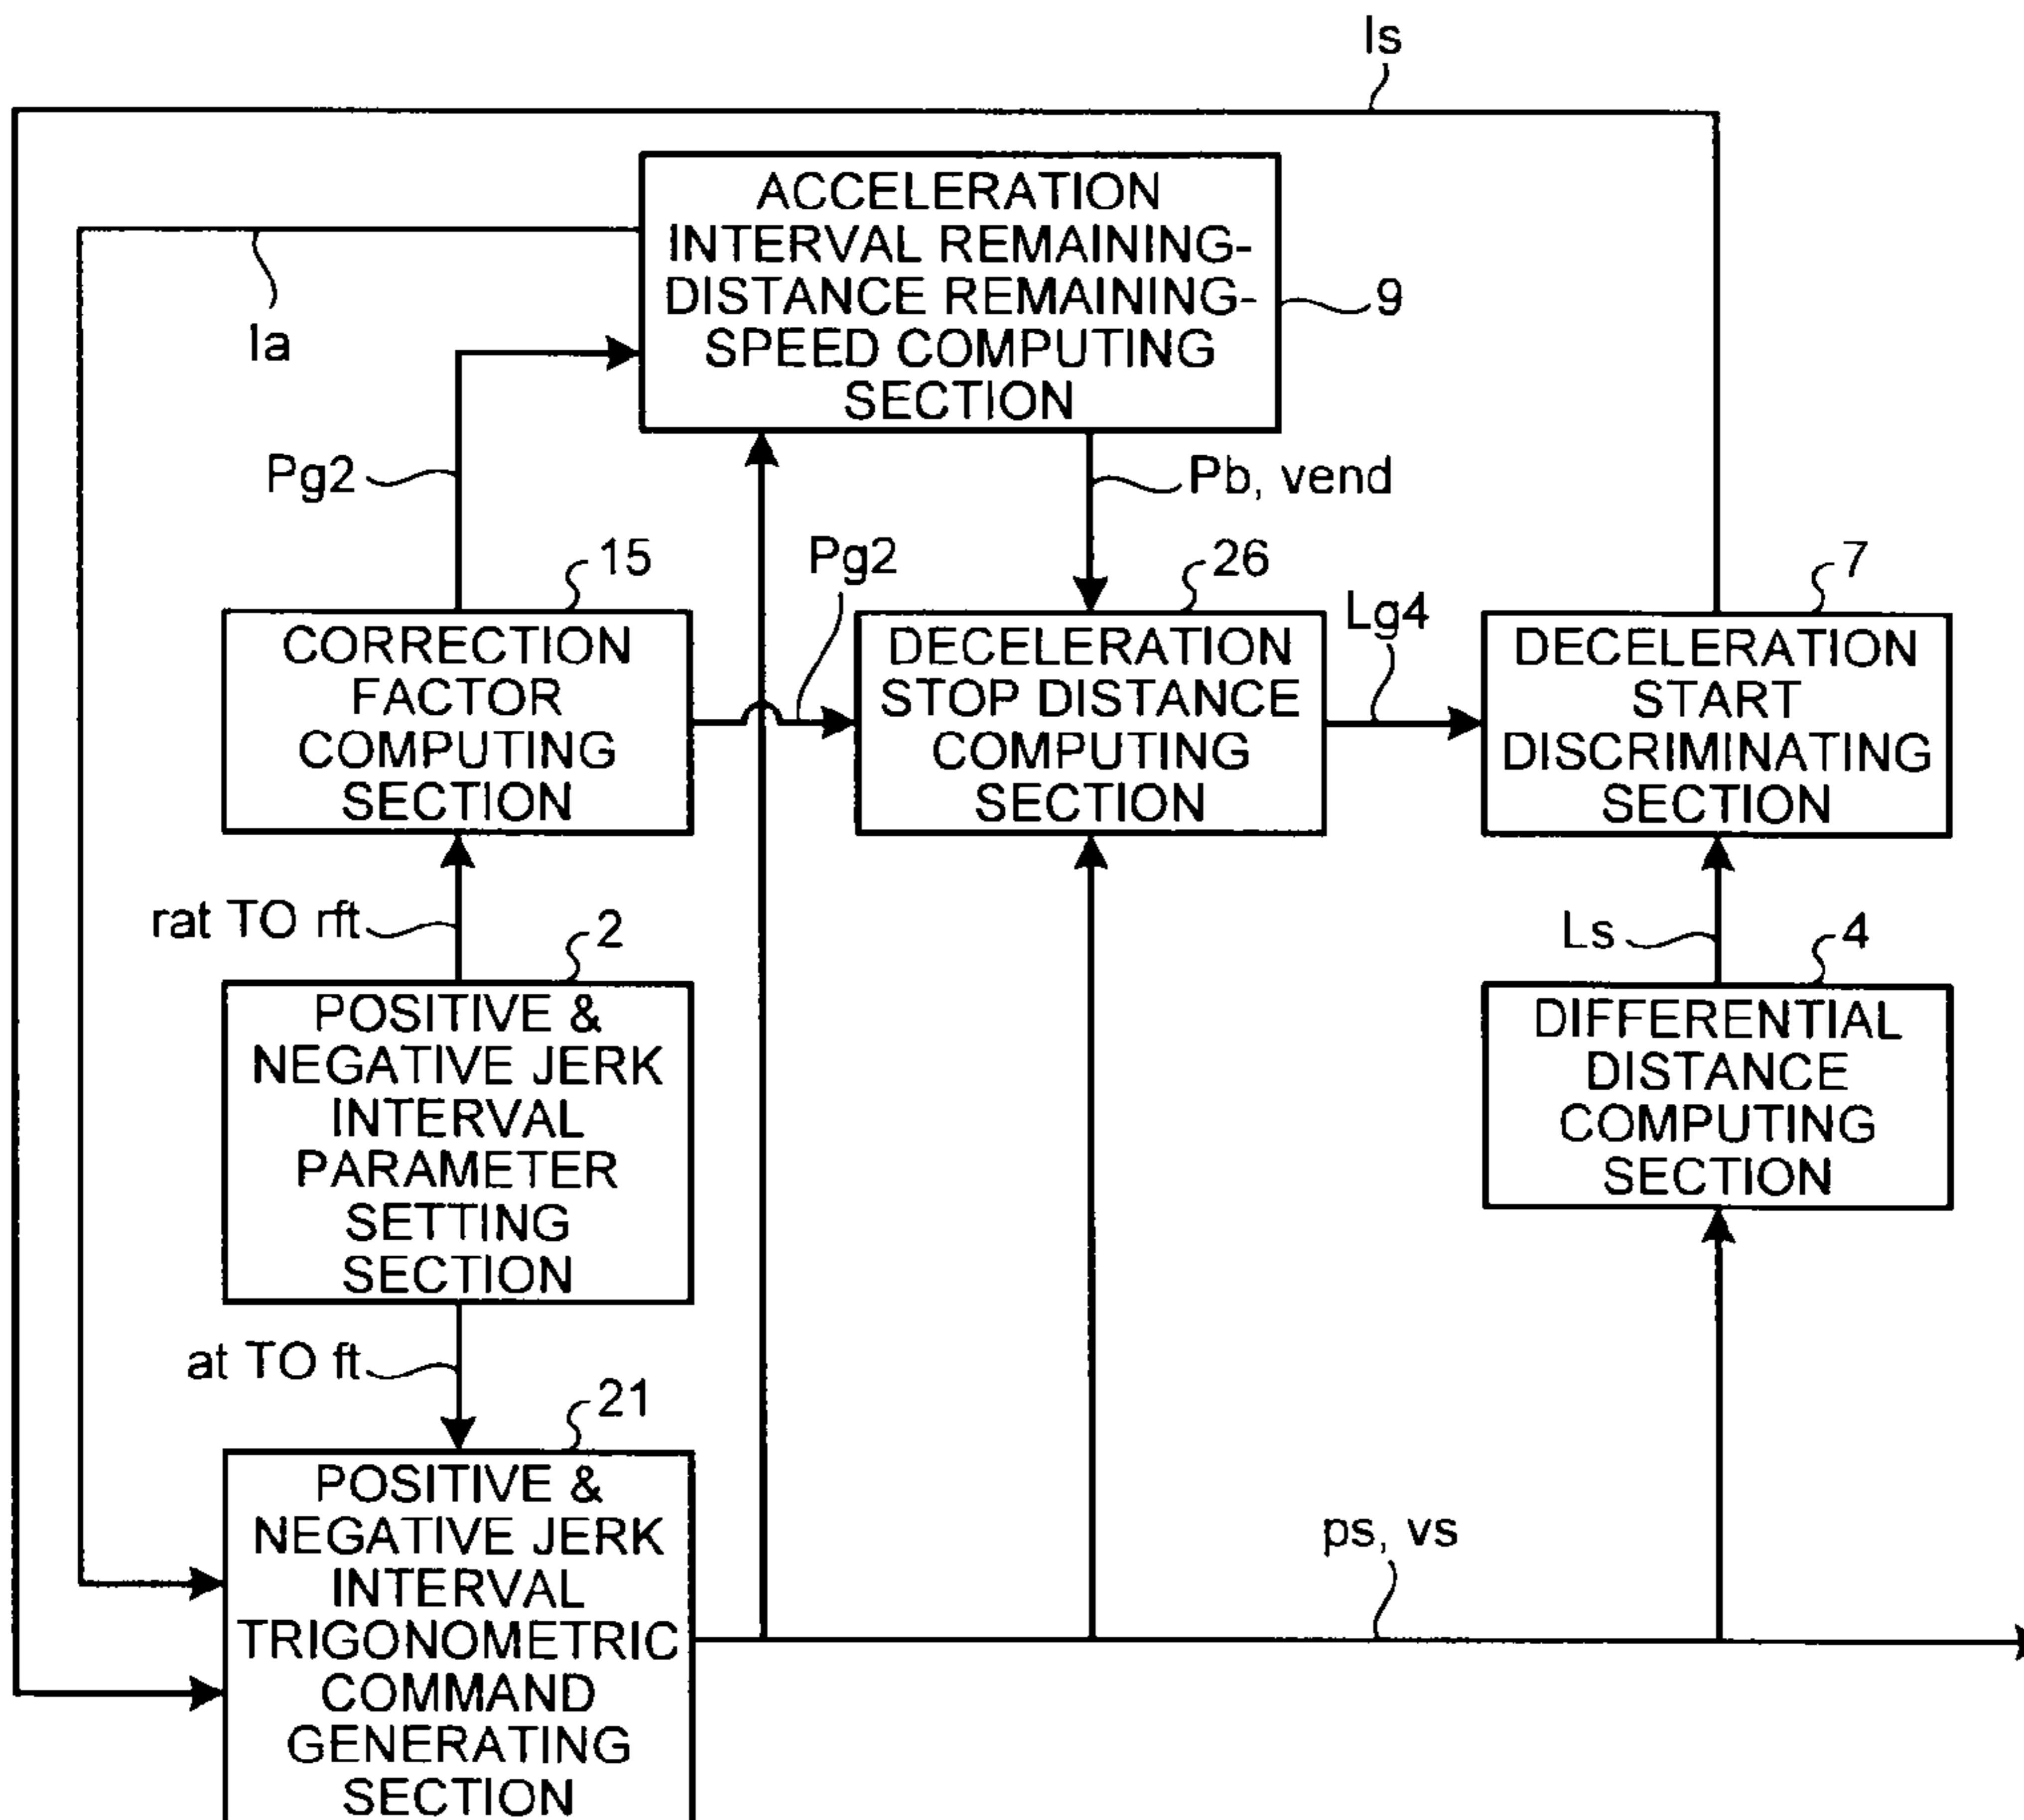 Is
ACCELERATION
INTERVAL REMAINING-
DISTANCE REMAINING-
SPEED COMPUTING
SECTION
9
Ia
Pg2
Pb, vend
15
Pg2
26
Lg4
7
CORRECTION
FACTOR
COMPUTING
SECTION
DECELERATION
STOP DISTANCE
COMPUTING
SECTION
DECELERATION
START
DISCRIMINATING
SECTION
rat TO rft
2
Ls
4
POSITIVE &
NEGATIVE JERK
INTERVAL
PARAMETER
SETTING
SECTION
DIFFERENTIAL
DISTANCE
COMPUTING
SECTION
at TO ft
21
POSITIVE &
NEGATIVE JERK
INTERVAL
TRIGONOMETRIC
COMMAND
GENERATING
SECTION
ps, vs